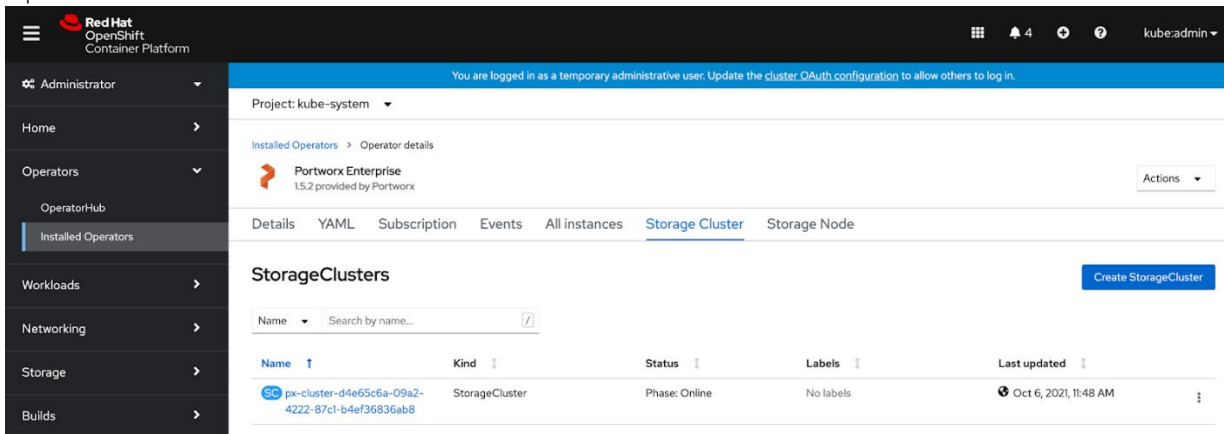 Red Hat
OpenShift
Container Platform
4
kube:admin
Administrator
You are logged in as a temporary administrative user. Update the cluster OAuth configuration to allow others to log in.
Project: kube-system
Home
Installed Operators > Operator details
Operators
Portworx Enterprise
1.5.2 provided by Portworx
Actions
OperatorHub
Installed Operators
Details YAML Subscription Events All instances Storage Cluster Storage Node
StorageClusters
Create StorageCluster
Workloads
Name Search by name... /
Networking
Name Kind Status Labels Last updated
Storage
SC px-cluster-d4e65c6a-09a2- StorageCluster Phase: Online No labels Oct 6, 2021, 11:48 AM
4222-87c1-b4ef36836ab8
Builds